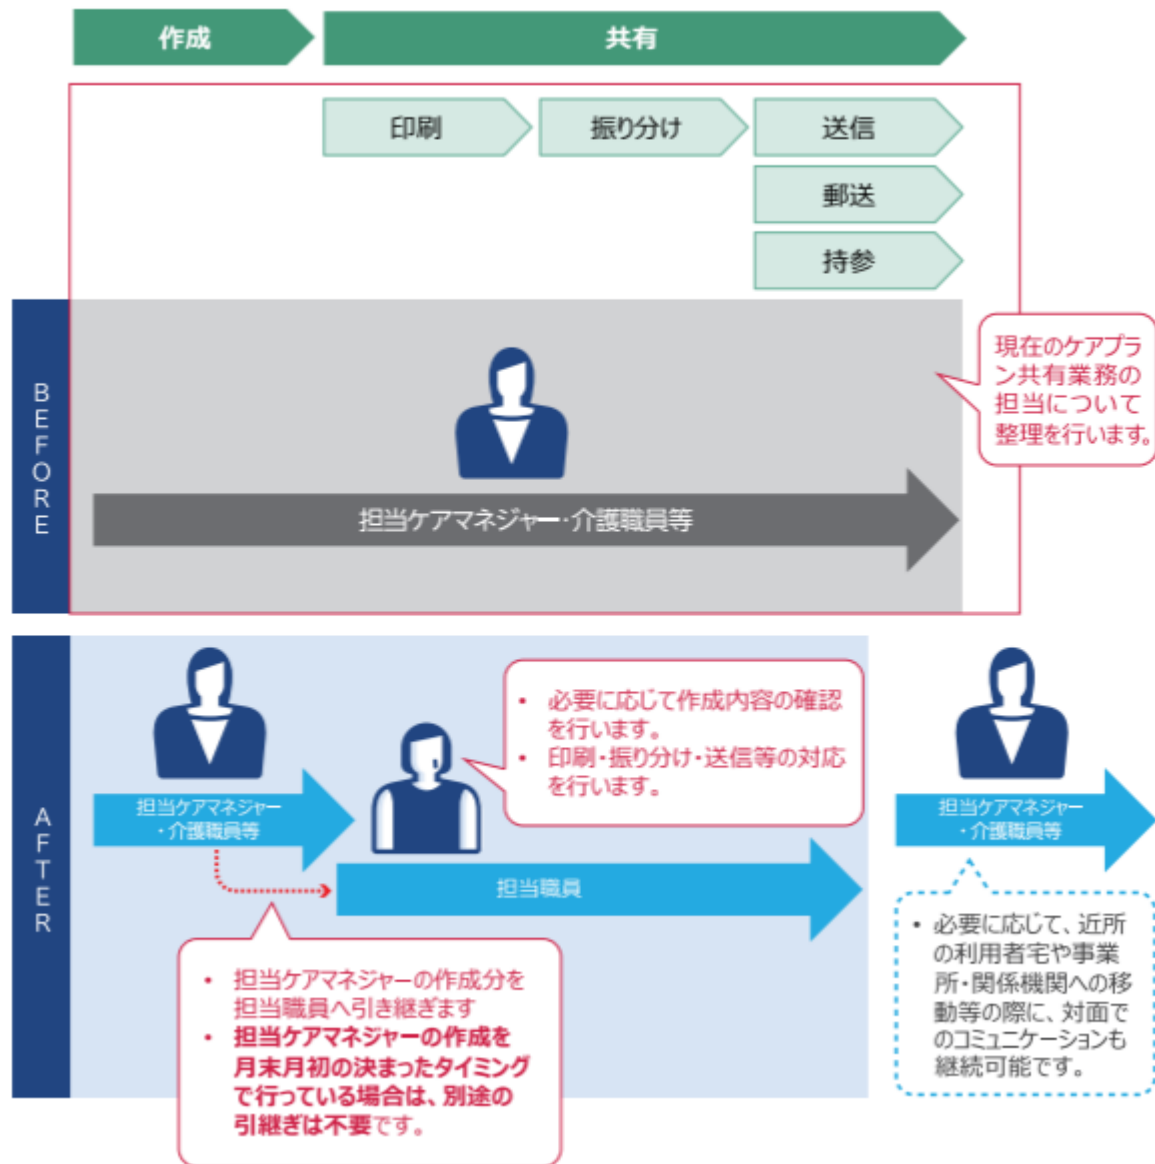 作成
共有
印刷
振り分け
送信
郵送
持参
BEFORE
現在のケアプラ
ン共有業務の
担当について
整理を行います。
担当ケアマネジャー・介護職員等
AFTER
担当ケアマネジャー
・介護職員等
• 必要に応じて作成内容の確認
を行います。
• 印刷・振り分け・送信等の対応
を行います。
担当職員
• 担当ケアマネジャーの作成分を
担当職員へ引き継ぎます
• 担当ケアマネジャーの作成を
月末月初の決まったタイミング
で行っている場合は、別途の
引継ぎは不要です。
担当ケアマネジャー
・介護職員等
• 必要に応じて、近所
の利用者宅や事業
所・関係機関への移
動等の際に、対面で
のコミュニケーションも
継続可能です。